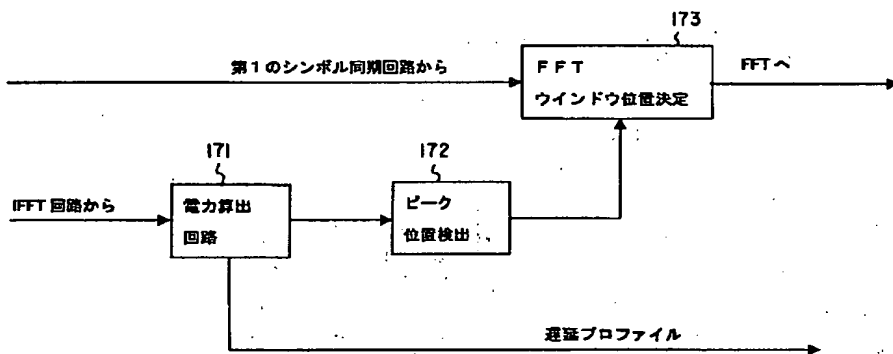 173
第1のシンボル同期回路から
FFT
ウインドウ位置決定
FFTへ
171
172
IFFT回路から
電力算出
回路
ピーク
位置検出
遅延プロファイル